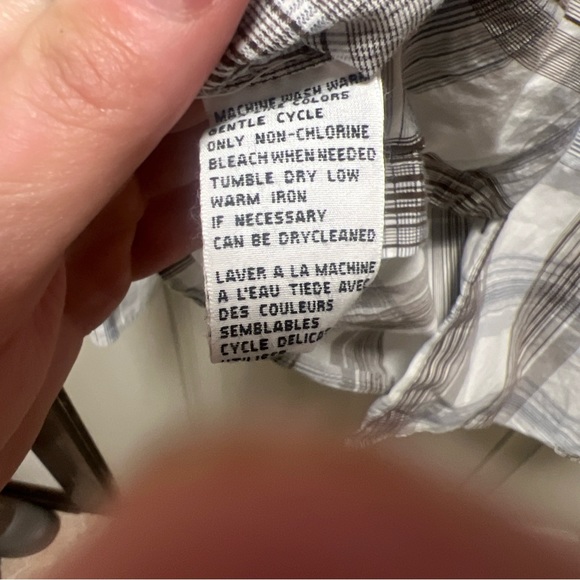 MACHINE WASH WARM
COLORS
GENTLE CYCLE
ONLY NON-CHLORINE
BLEACH WHEN NEEDED
TUMBLE DRY LOW
WARM IRON
IF NECESSARY
CAN BE DRYCLEANED
LAVER A LA MACHINE
A L'EAU TIEDE AVEC
DES COULEURS
SEMBLABLES
CYCLE